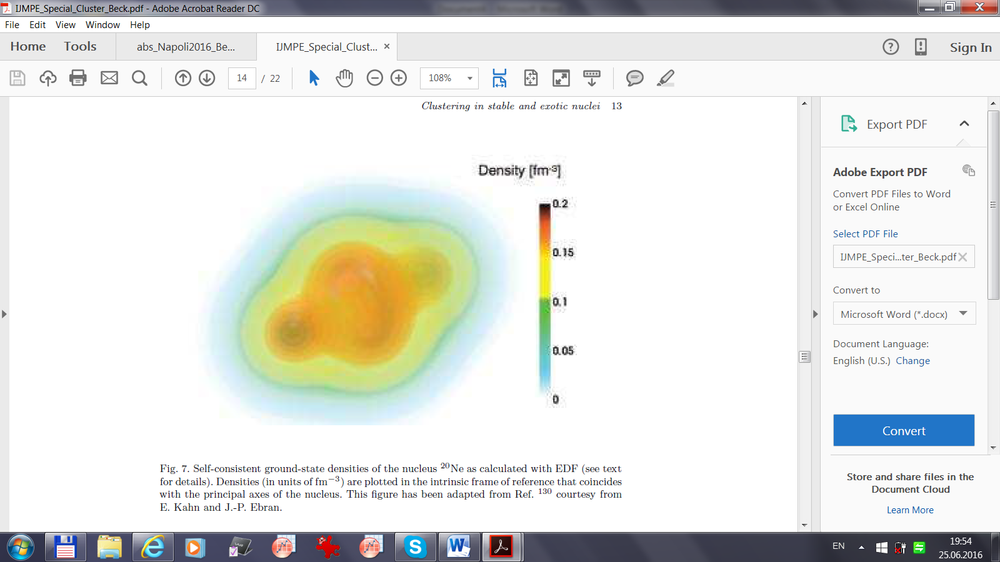 IJMPE_Special_Cluster_Beck.pdf - Adobe Acrobat Reader DC
File Edit View Window Help
Home Tools abs_Napoli2016_Be... IJMPE_Special_Clust... × Sign In
14 / 22 108%
Clustering in stable and exotic nuclei 13
Density [fm-3]
0.2
0.15
0.1
0.05
0
Fig. 7. Self-consistent ground-state densities of the nucleus 20Ne as calculated with EDF (see text
for details). Densities (in units of fm−3) are plotted in the intrinsic frame of reference that coincides
with the principal axes of the nucleus. This figure has been adapted from Ref. 130 courtesy from
E. Kahn and J.-P. Ebran.
Export PDF
Adobe Export PDF
Convert PDF Files to Word
or Excel Online
Select PDF File
IJMPE_Speci...ter_Beck.pdf
Convert to
Microsoft Word (*.docx)
Document Language:
English (U.S.) Change
Convert
Store and share files in the
Document Cloud
Learn More
EN
19:54
25.06.2016